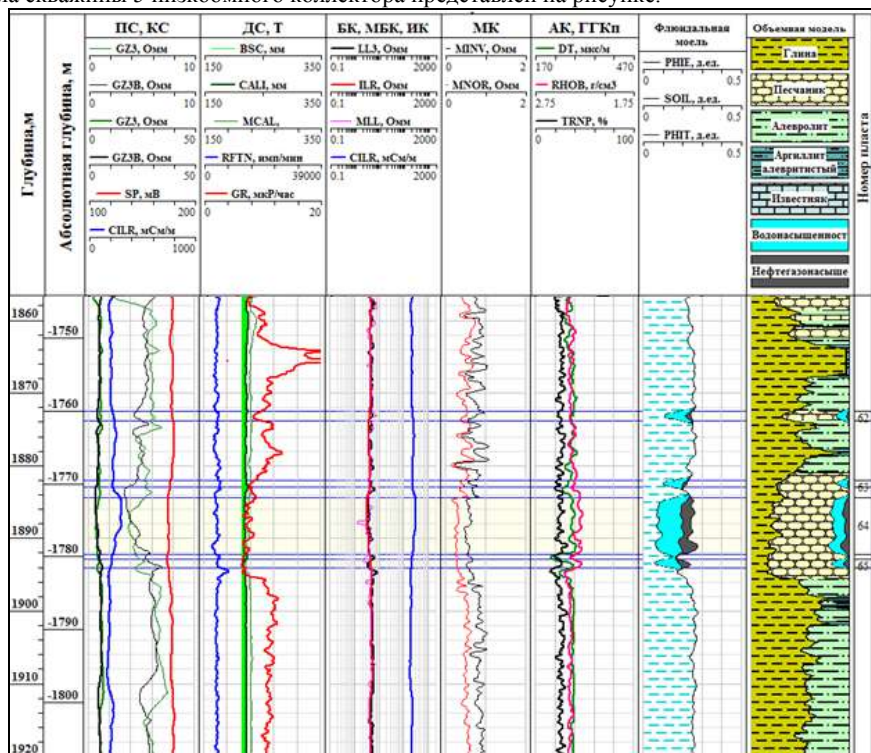 на скважины 5 низкоомного коллектора представлен на рисунке.
Глубина,м
Абсолютная глубина, м
ПС, КС
GZ3, Омм
0 10
GZ3B, Омм
0 10
GZ3, Омм
0 50
GZ3B, Омм
0 50
SP, мВ
100 200
CILR, мСм/м
0 1000
ДС, Т
BSC, мм
150 350
CALI, мм
150 350
MCAL,
150 350
RFTN, имп/мин
0 39000
GR, мкР/час
0 20
БК, МБК, ИК
LL3, Омм
0.1 2000
ILR, Омм
0.1 2000
MLL, Омм
0.1 2000
CILR, мСм/м
0.1 2000
МК
MINV, Омм
0 2
MNOR, Омм
0 2
АК, ГГКп
DT, мкс/м
170 470
RHOB, г/см3
2.75 1.75
TRNP, %
0 100
Флюидальная
моель
PHIE, д.ед.
0 0.5
SOIL, д.ед.
0 0.5
PHIT, д.ед.
0 0.5
Объемная модель
Глина
Песчаник
Алевролит
Аргиллит
алевритистый
Известняк
Водонасышенност
Нефтегазонасыше
Номер пласта
1860
1870
1880
1890
1900
1910
1920
-1750
-1760
-1770
-1780
-1790
-1800
62
63
64
65